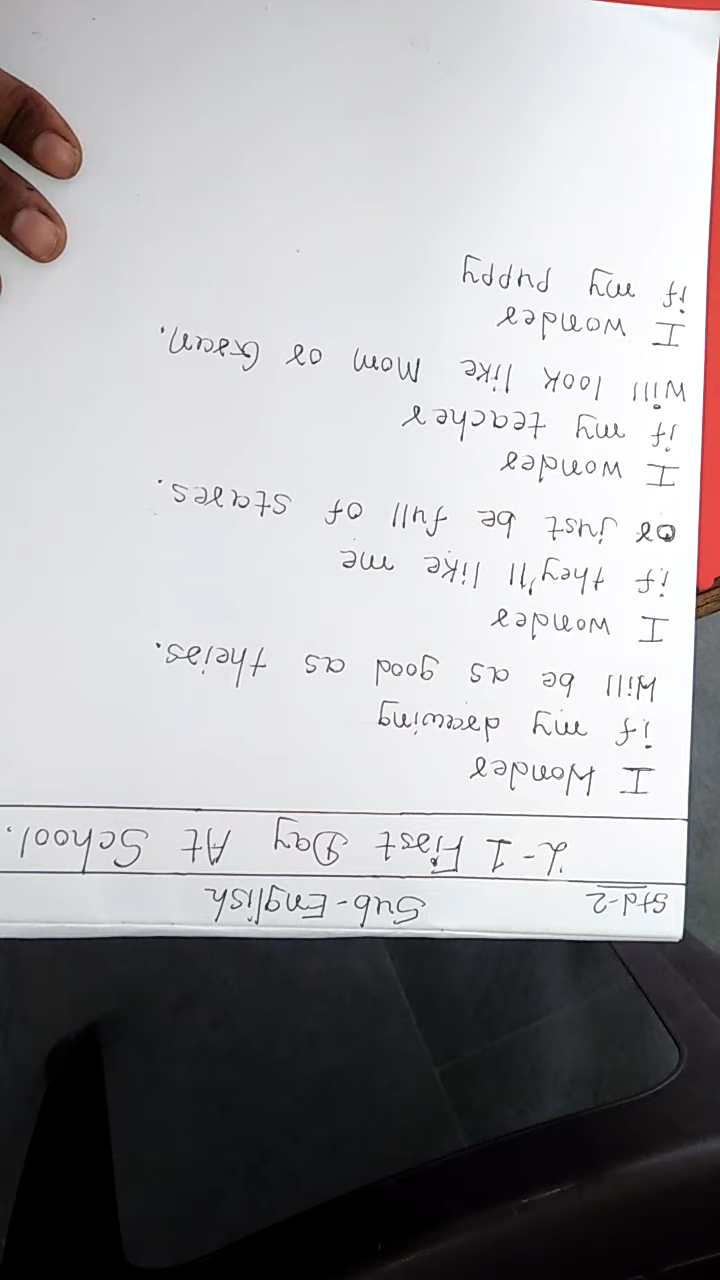 Std-2 Sub-English
L-1 First Day At School.
I Wonder
if my drewing
Will be as good as theirs.
I wonder
if they'll like me
or just be full of stares.
I wonder
if my teacher
Will look like Mom or Gran.
I wonder
if my puppy